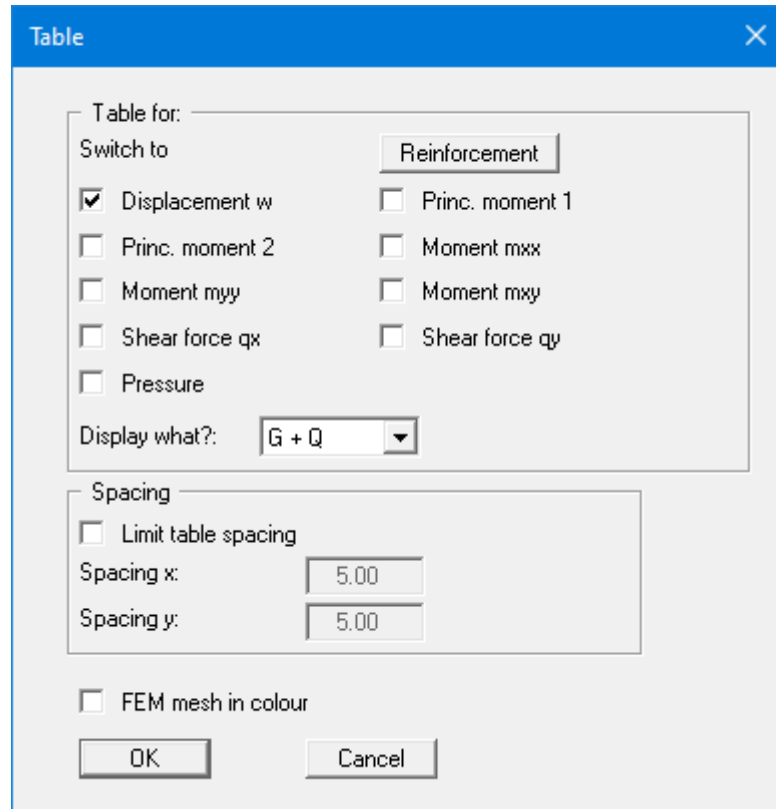 Table
Table for:
Switch to Reinforcement
Displacement w Princ. moment 1
Princ. moment 2 Moment mxx
Moment myy Moment mxy
Shear force qx Shear force qy
Pressure
Display what?: G + Q
Spacing
Limit table spacing
Spacing x: 5.00
Spacing y: 5.00
FEM mesh in colour
OK Cancel